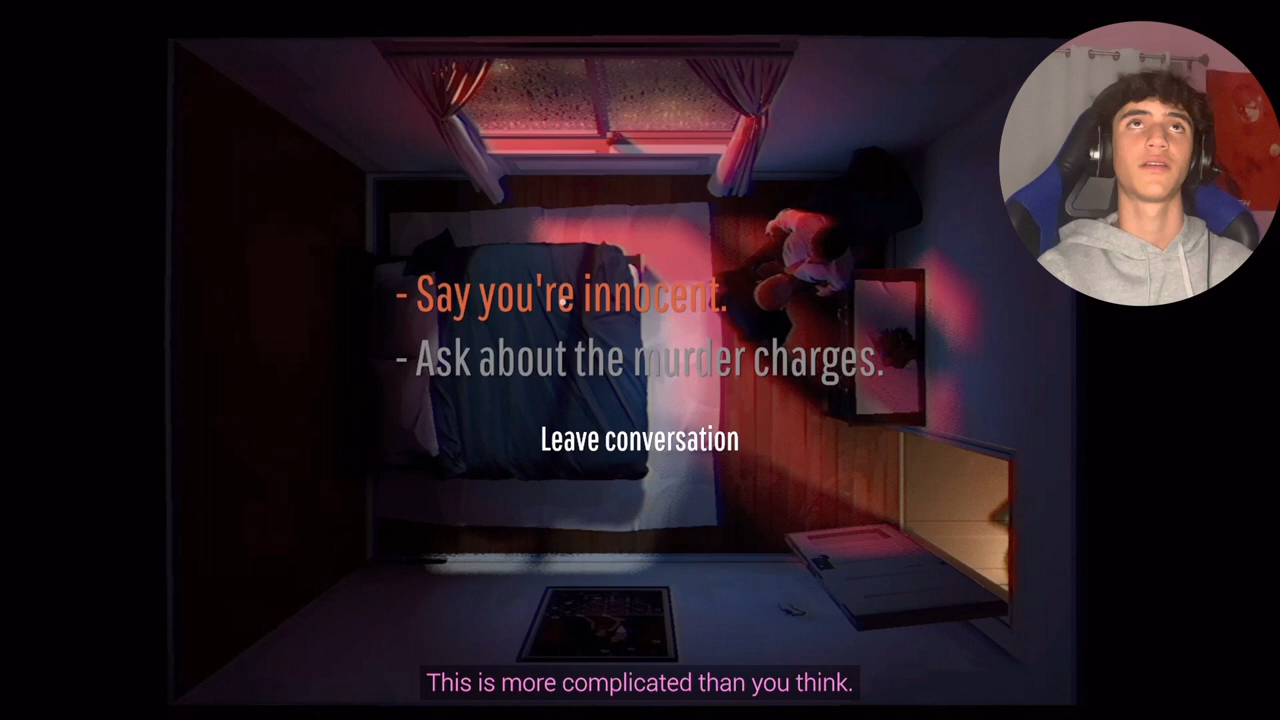 - Say you're innocent.
- Ask about the murder charges.
Leave conversation
This is more complicated than you think.